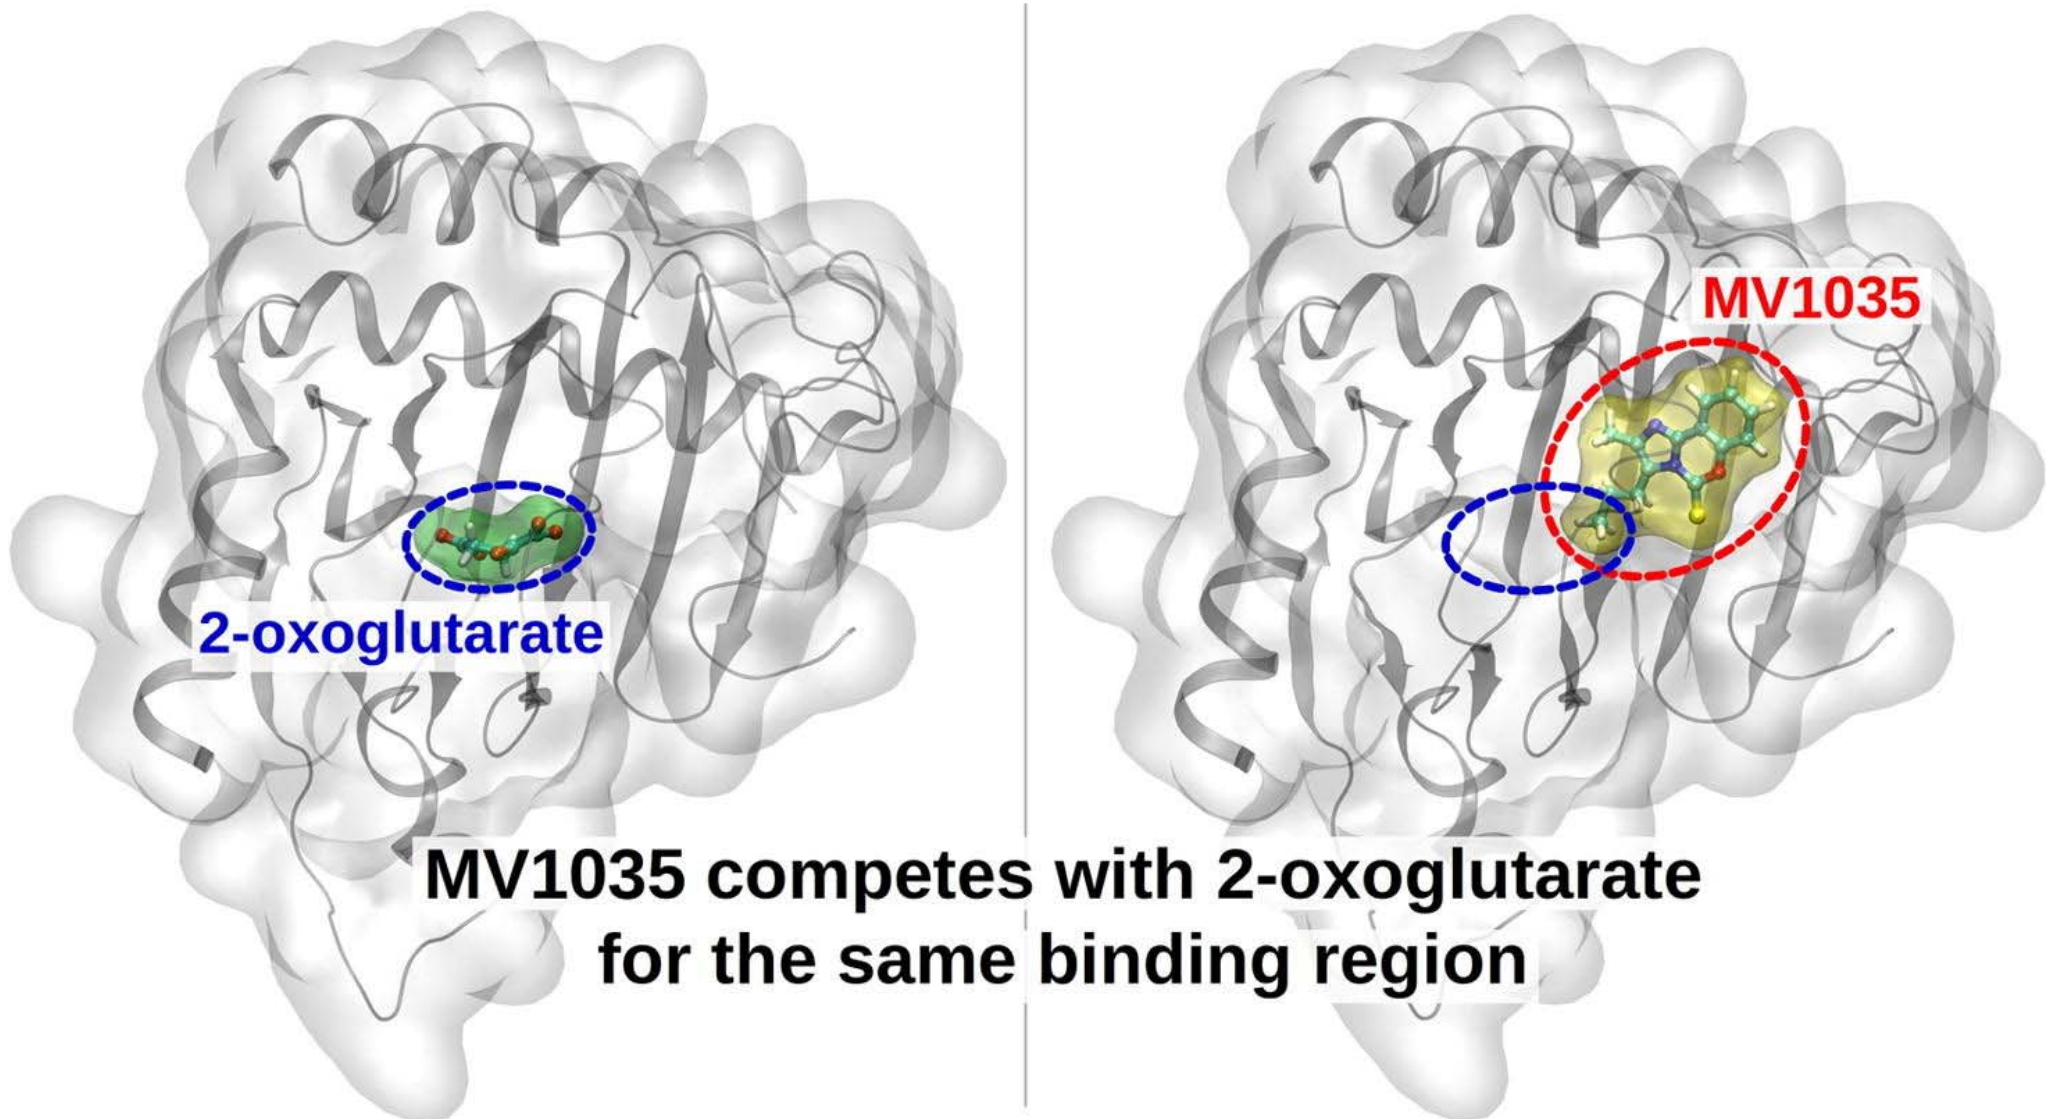 2-oxoglutarate
MV1035
MV1035 competes with 2-oxoglutarate
for the same binding region